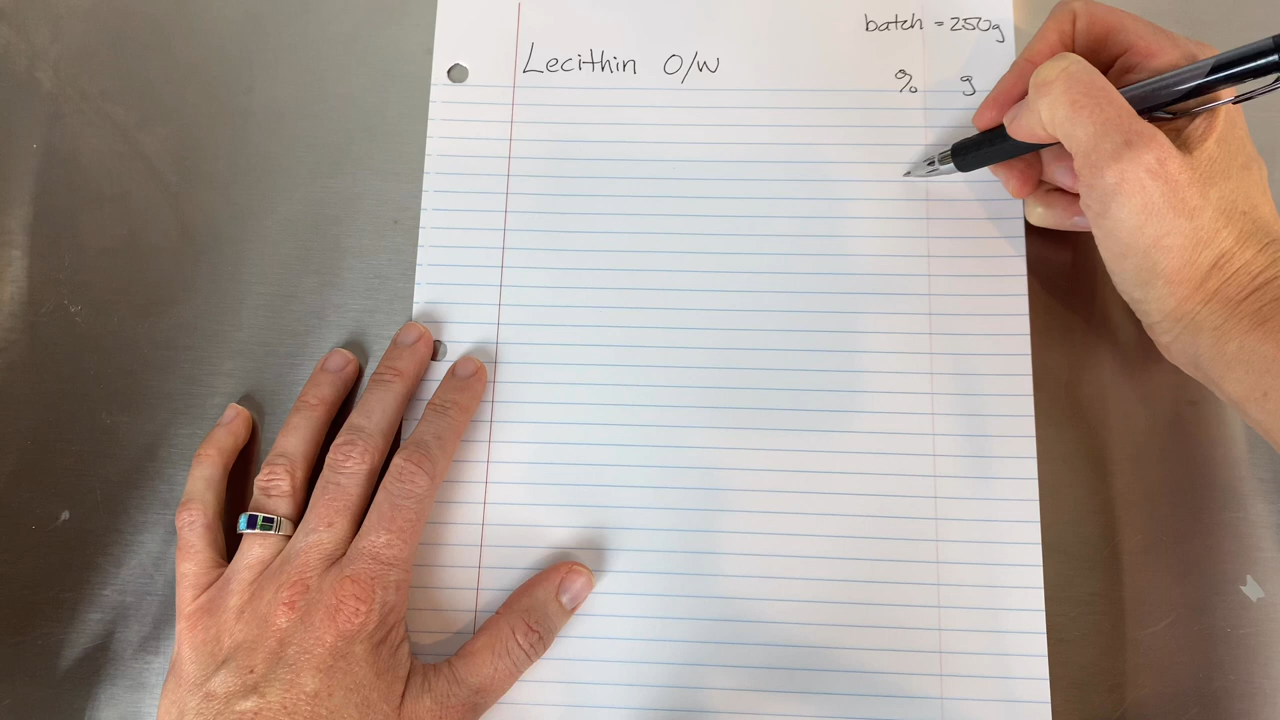 batch = 250g
Lecithin O/W
% g